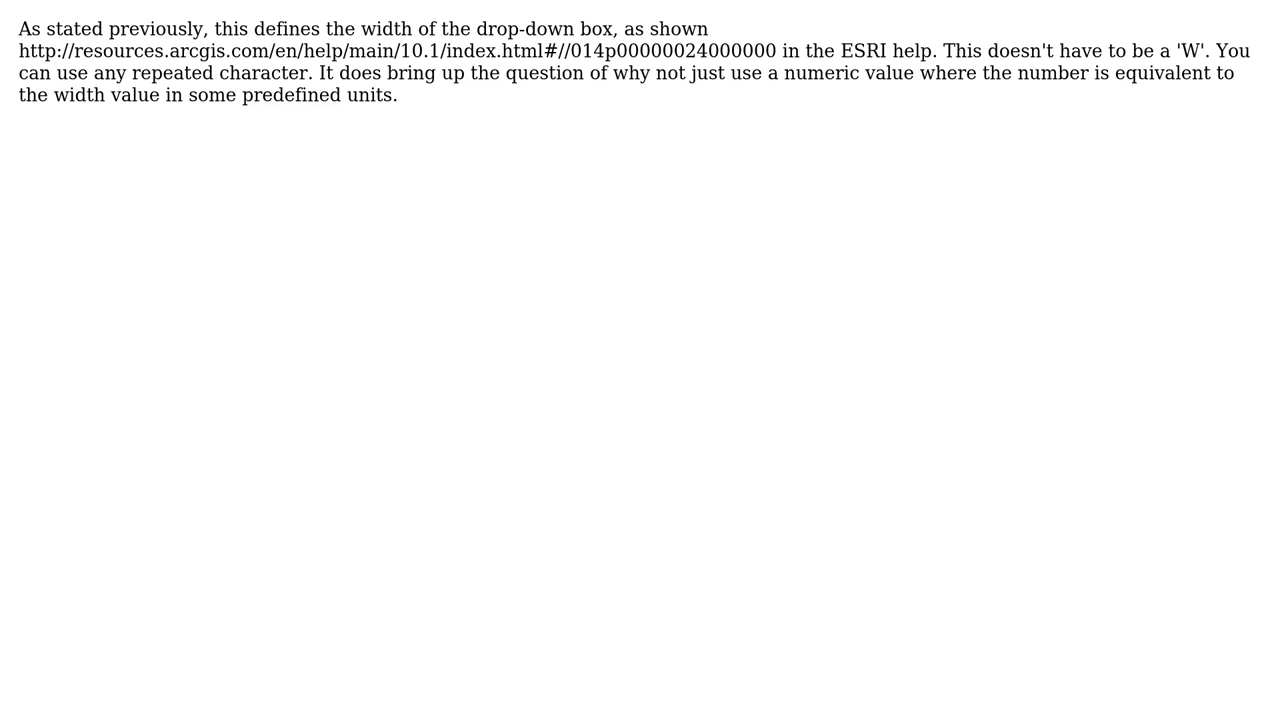 As stated previously, this defines the width of the drop-down box, as shown
http://resources.arcgis.com/en/help/main/10.1/index.html#//014p00000024000000 in the ESRI help. This doesn't have to be a 'W'. You
can use any repeated character. It does bring up the question of why not just use a numeric value where the number is equivalent to
the width value in some predefined units.